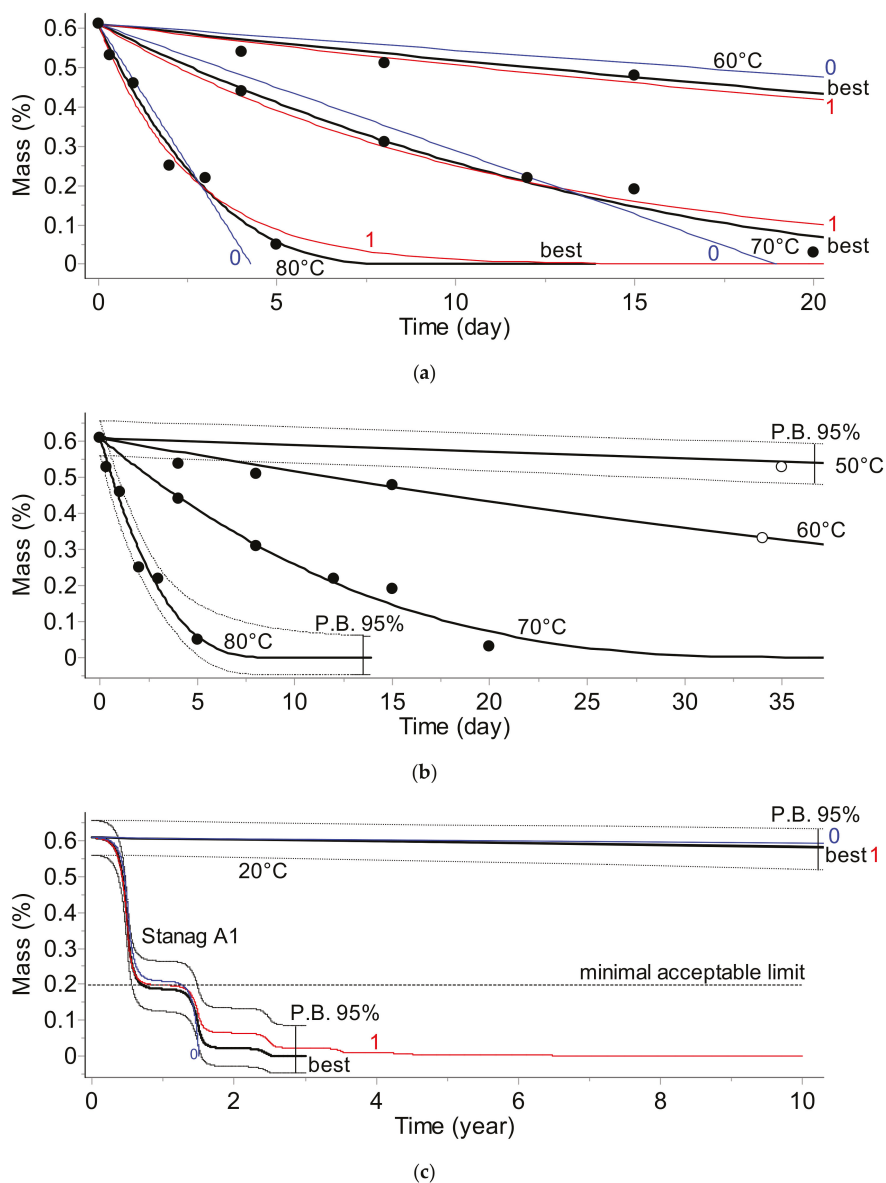 0.6
0.5
0.4
0.3
0.2
0.1
0
Mass (%)
60°C
0
best
1
1
70°C
best
0
1
best
0
80°C
0
5
10
15
20
Time (day)
(a)
0.6
0.5
0.4
0.3
0.2
0.1
0
Mass (%)
P.B. 95%
50°C
60°C
P.B. 95%
80°C
70°C
0
5
10
15
20
25
30
35
Time (day)
(b)
0.6
0.5
0.4
0.3
0.2
0.1
0
Mass (%)
P.B. 95%
0
best 1
20°C
Stanag A1
minimal acceptable limit
P.B. 95%
0
1
best
0
2
4
6
8
10
Time (year)
(c)